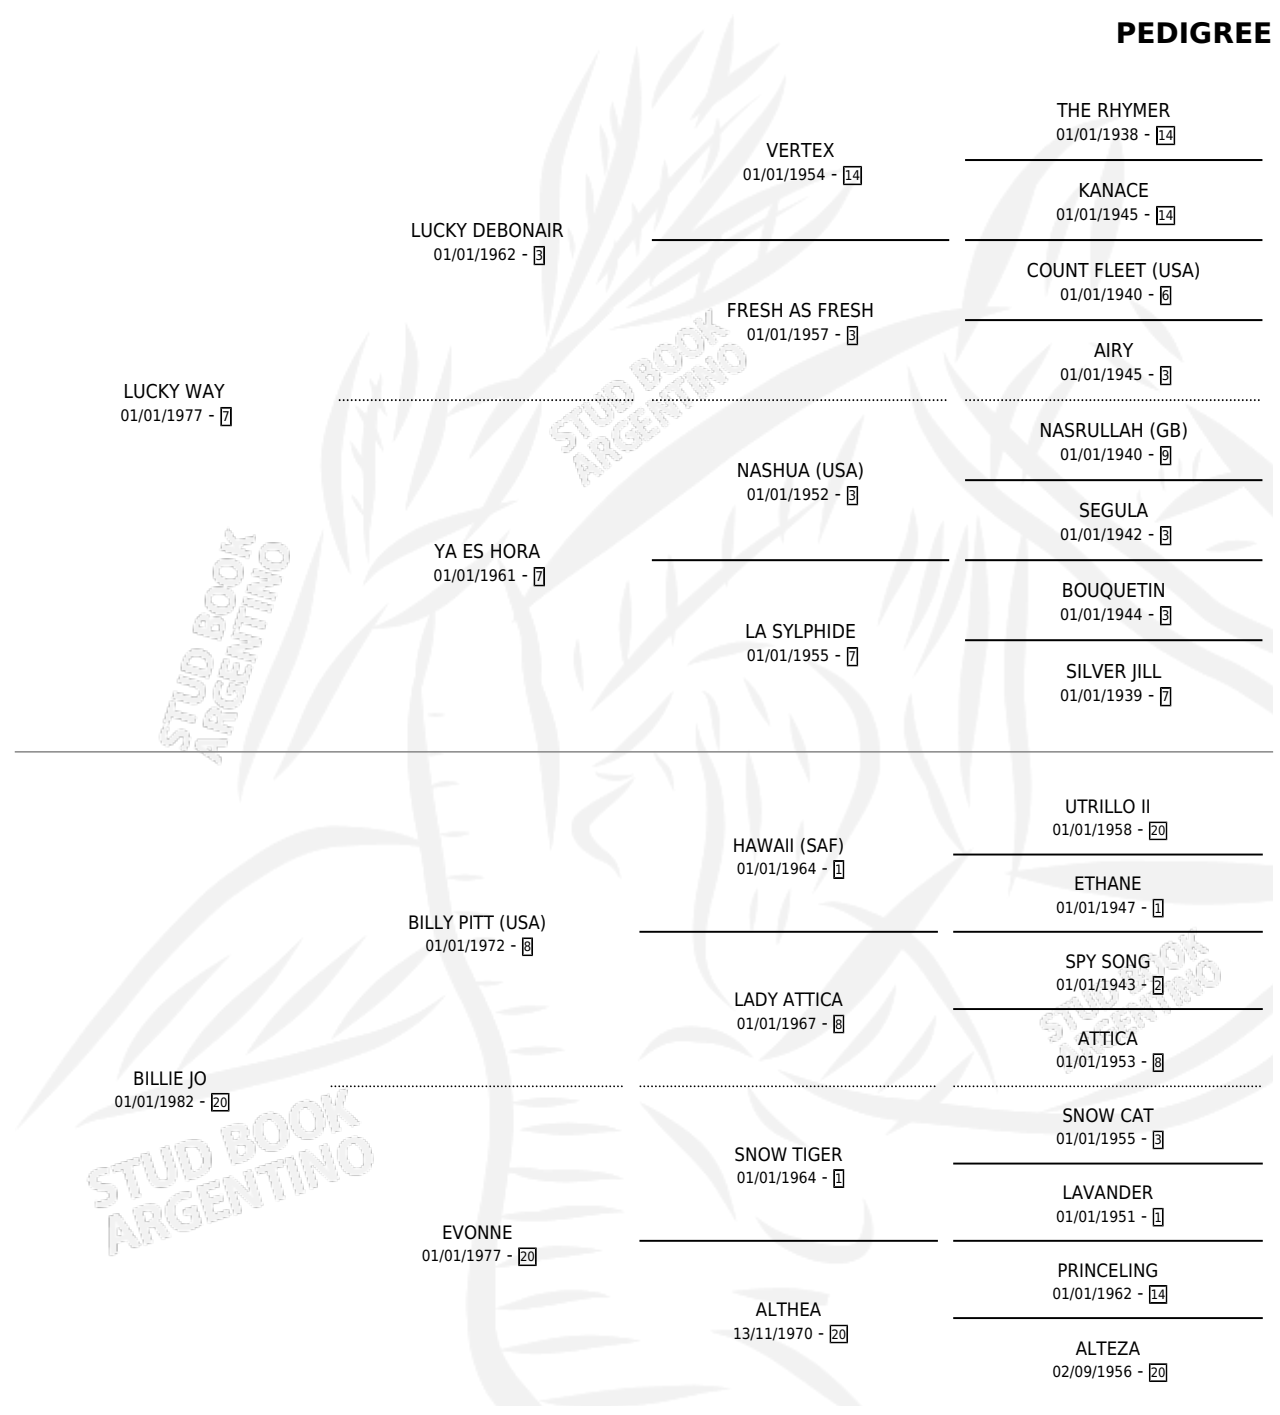 PEDIGREE
THE RHYMER
01/01/1938 - 14
VERTEX
01/01/1954 - 14
KANACE
01/01/1945 - 14
LUCKY DEBONAIR
01/01/1962 - 3
COUNT FLEET (USA)
01/01/1940 - 6
FRESH AS FRESH
01/01/1957 - 3
AIRY
01/01/1945 - 3
LUCKY WAY
01/01/1977 - 7
NASRULLAH (GB)
01/01/1940 - 9
NASHUA (USA)
01/01/1952 - 3
SEGULA
01/01/1942 - 3
YA ES HORA
01/01/1961 - 7
BOUQUETIN
01/01/1944 - 3
LA SYLPHIDE
01/01/1955 - 7
SILVER JILL
01/01/1939 - 7
UTRILLO II
01/01/1958 - 20
HAWAII (SAF)
01/01/1964 - 1
ETHANE
01/01/1947 - 1
BILLY PITT (USA)
01/01/1972 - 8
SPY SONG
01/01/1943 - 2
LADY ATTICA
01/01/1967 - 8
ATTICA
01/01/1953 - 8
BILLIE JO
01/01/1982 - 20
SNOW CAT
01/01/1955 - 3
SNOW TIGER
01/01/1964 - 1
LAVANDER
01/01/1951 - 1
EVONNE
01/01/1977 - 20
PRINCELING
01/01/1962 - 14
ALTHEA
13/11/1970 - 20
ALTEZA
02/09/1956 - 20
STUD BOOK
ARGENTINO
STUD BOOK
ARGENTINO
STUD BOOK
ARGENTINO
STUD BOOK
ARGENTINO